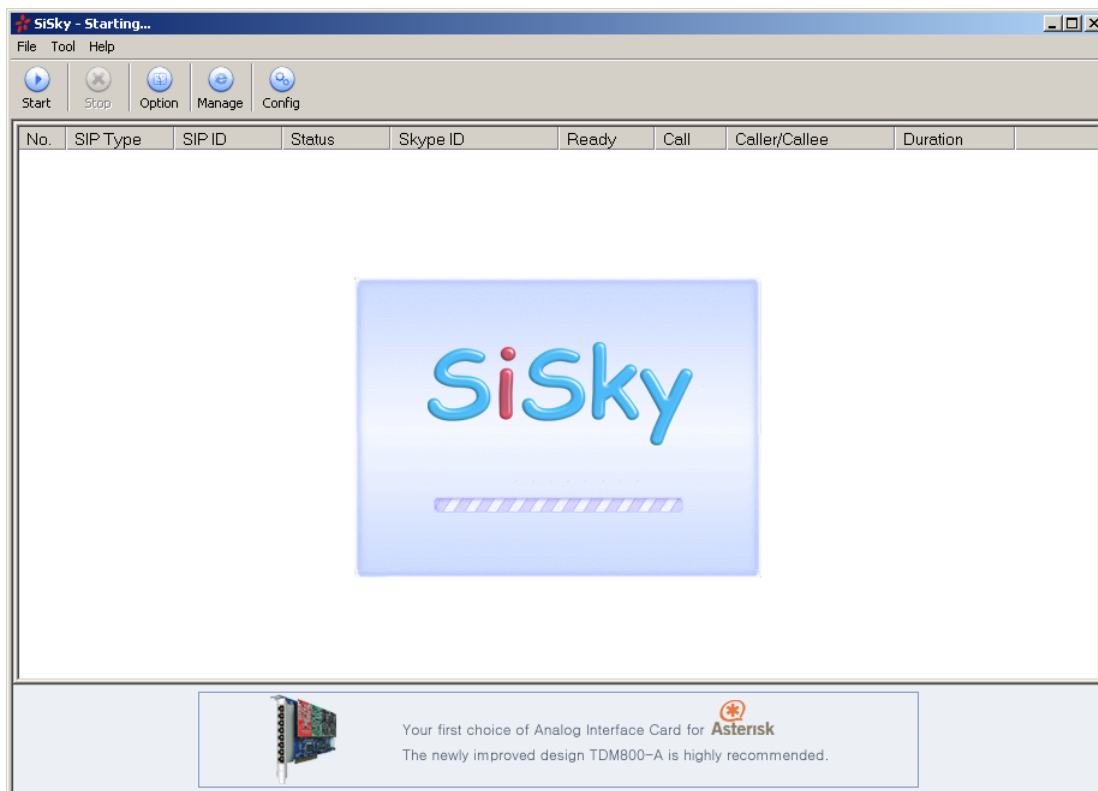 SiSky - Starting...
File Tool Help
Start Stop Option Manage Config
No. SIP Type SIP ID Status Skype ID Ready Call Caller/Callee Duration
SiSky
Your first choice of Analog Interface Card for Asterisk
The newly improved design TDM800-A is highly recommended.